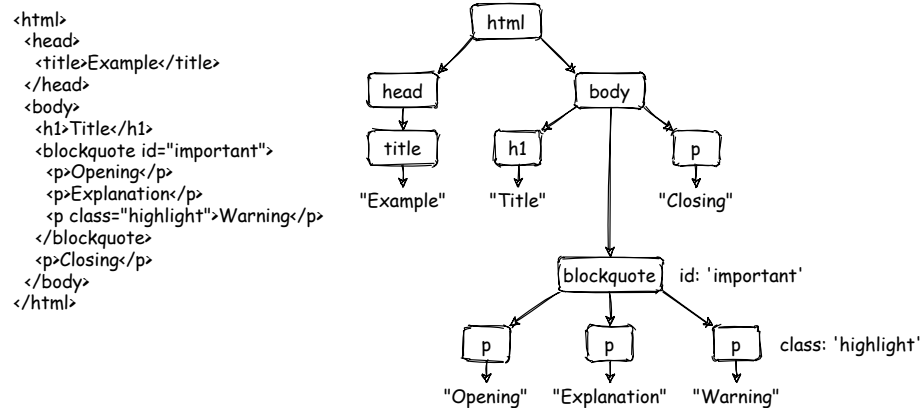 <html>
<head>
<title>Example</title>
</head>
<body>
<h1>Title</h1>
<blockquote id="important">
<p>Opening</p>
<p>Explanation</p>
<p class="highlight">Warning</p>
</blockquote>
<p>Closing</p>
</body>
</html>
html
head
body
title
h1
p
"Example"
"Title"
"Closing"
blockquote
id: 'important'
p
p
p
class: 'highlight'
"Opening"
"Explanation"
"Warning"